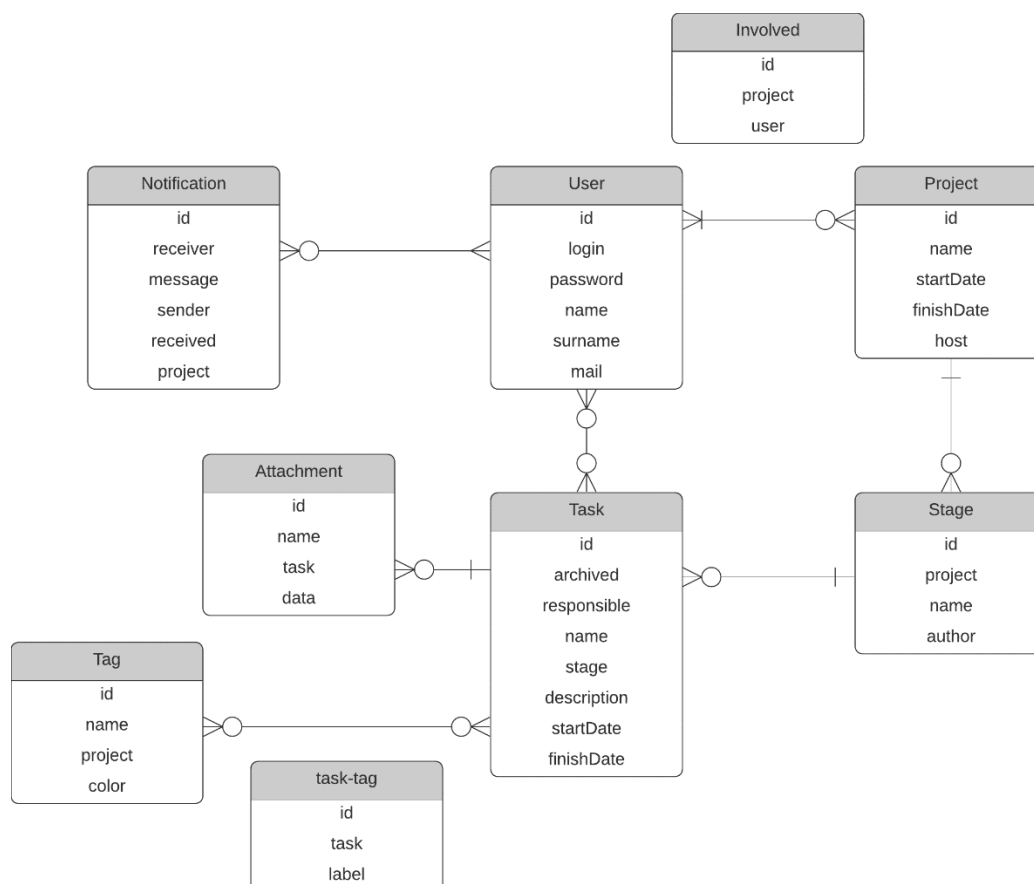 Involved
id
project
user
Notification
id
receiver
message
sender
received
project
User
id
login
password
name
surname
mail
Project
id
name
startDate
finishDate
host
Attachment
id
name
task
data
Task
id
archived
responsible
name
stage
description
startDate
finishDate
Stage
id
project
name
author
Tag
id
name
project
color
task-tag
id
task
label